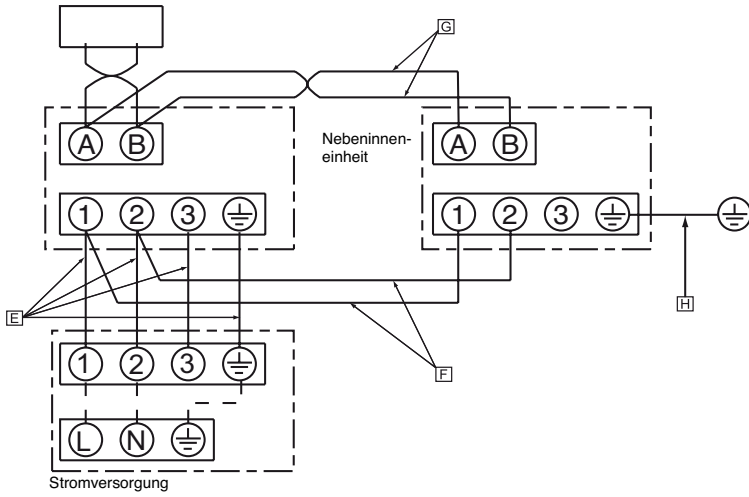 G
A B
Nebeninnen-
einheit
A B
1 2 3
1 2 3
H
E
F
1 2 3
L N
Stromversorgung